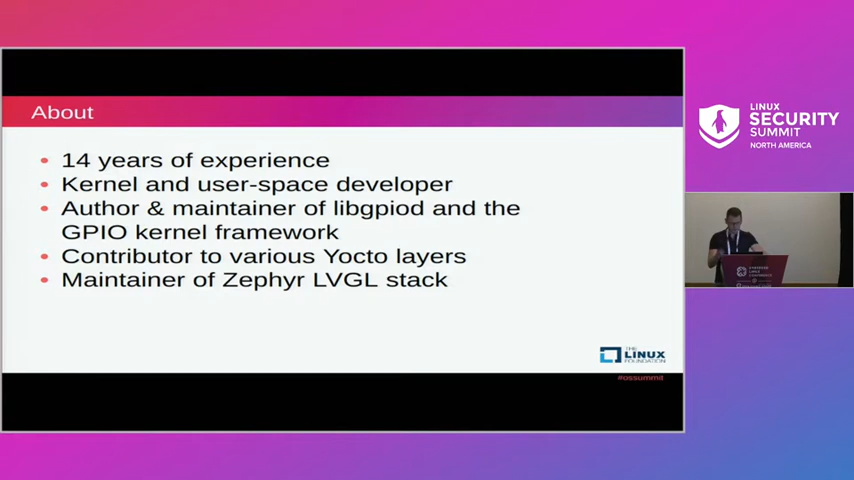 About
• 14 years of experience
• Kernel and user-space developer
• Author & maintainer of libgpiod and the
GPIO kernel framework
• Contributor to various Yocto layers
• Maintainer of Zephyr LVGL stack
THE
LINUX
FOUNDATION
#ossummit
LINUX
SECURITY
SUMMIT
NORTH AMERICA